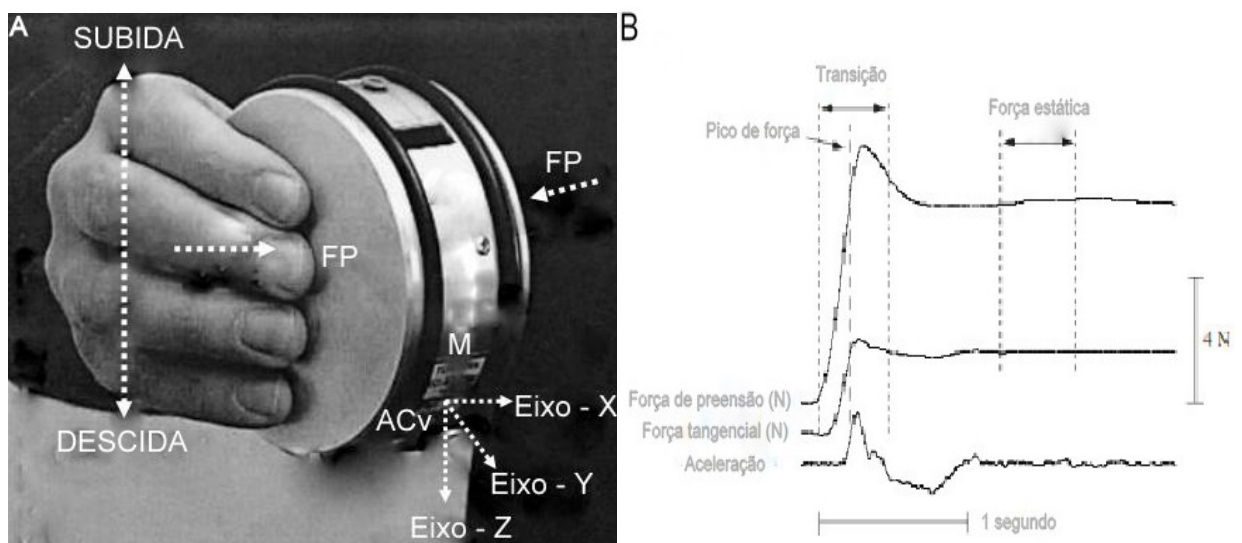 A
SUBIDA
FP
FP
M
ACv
Eixo - X
Eixo - Y
Eixo - Z
DESCIDA
B
Transição
Força estática
Pico de força
4 N
Força de preensão (N)
Força tangencial (N)
Aceleração
1 segundo